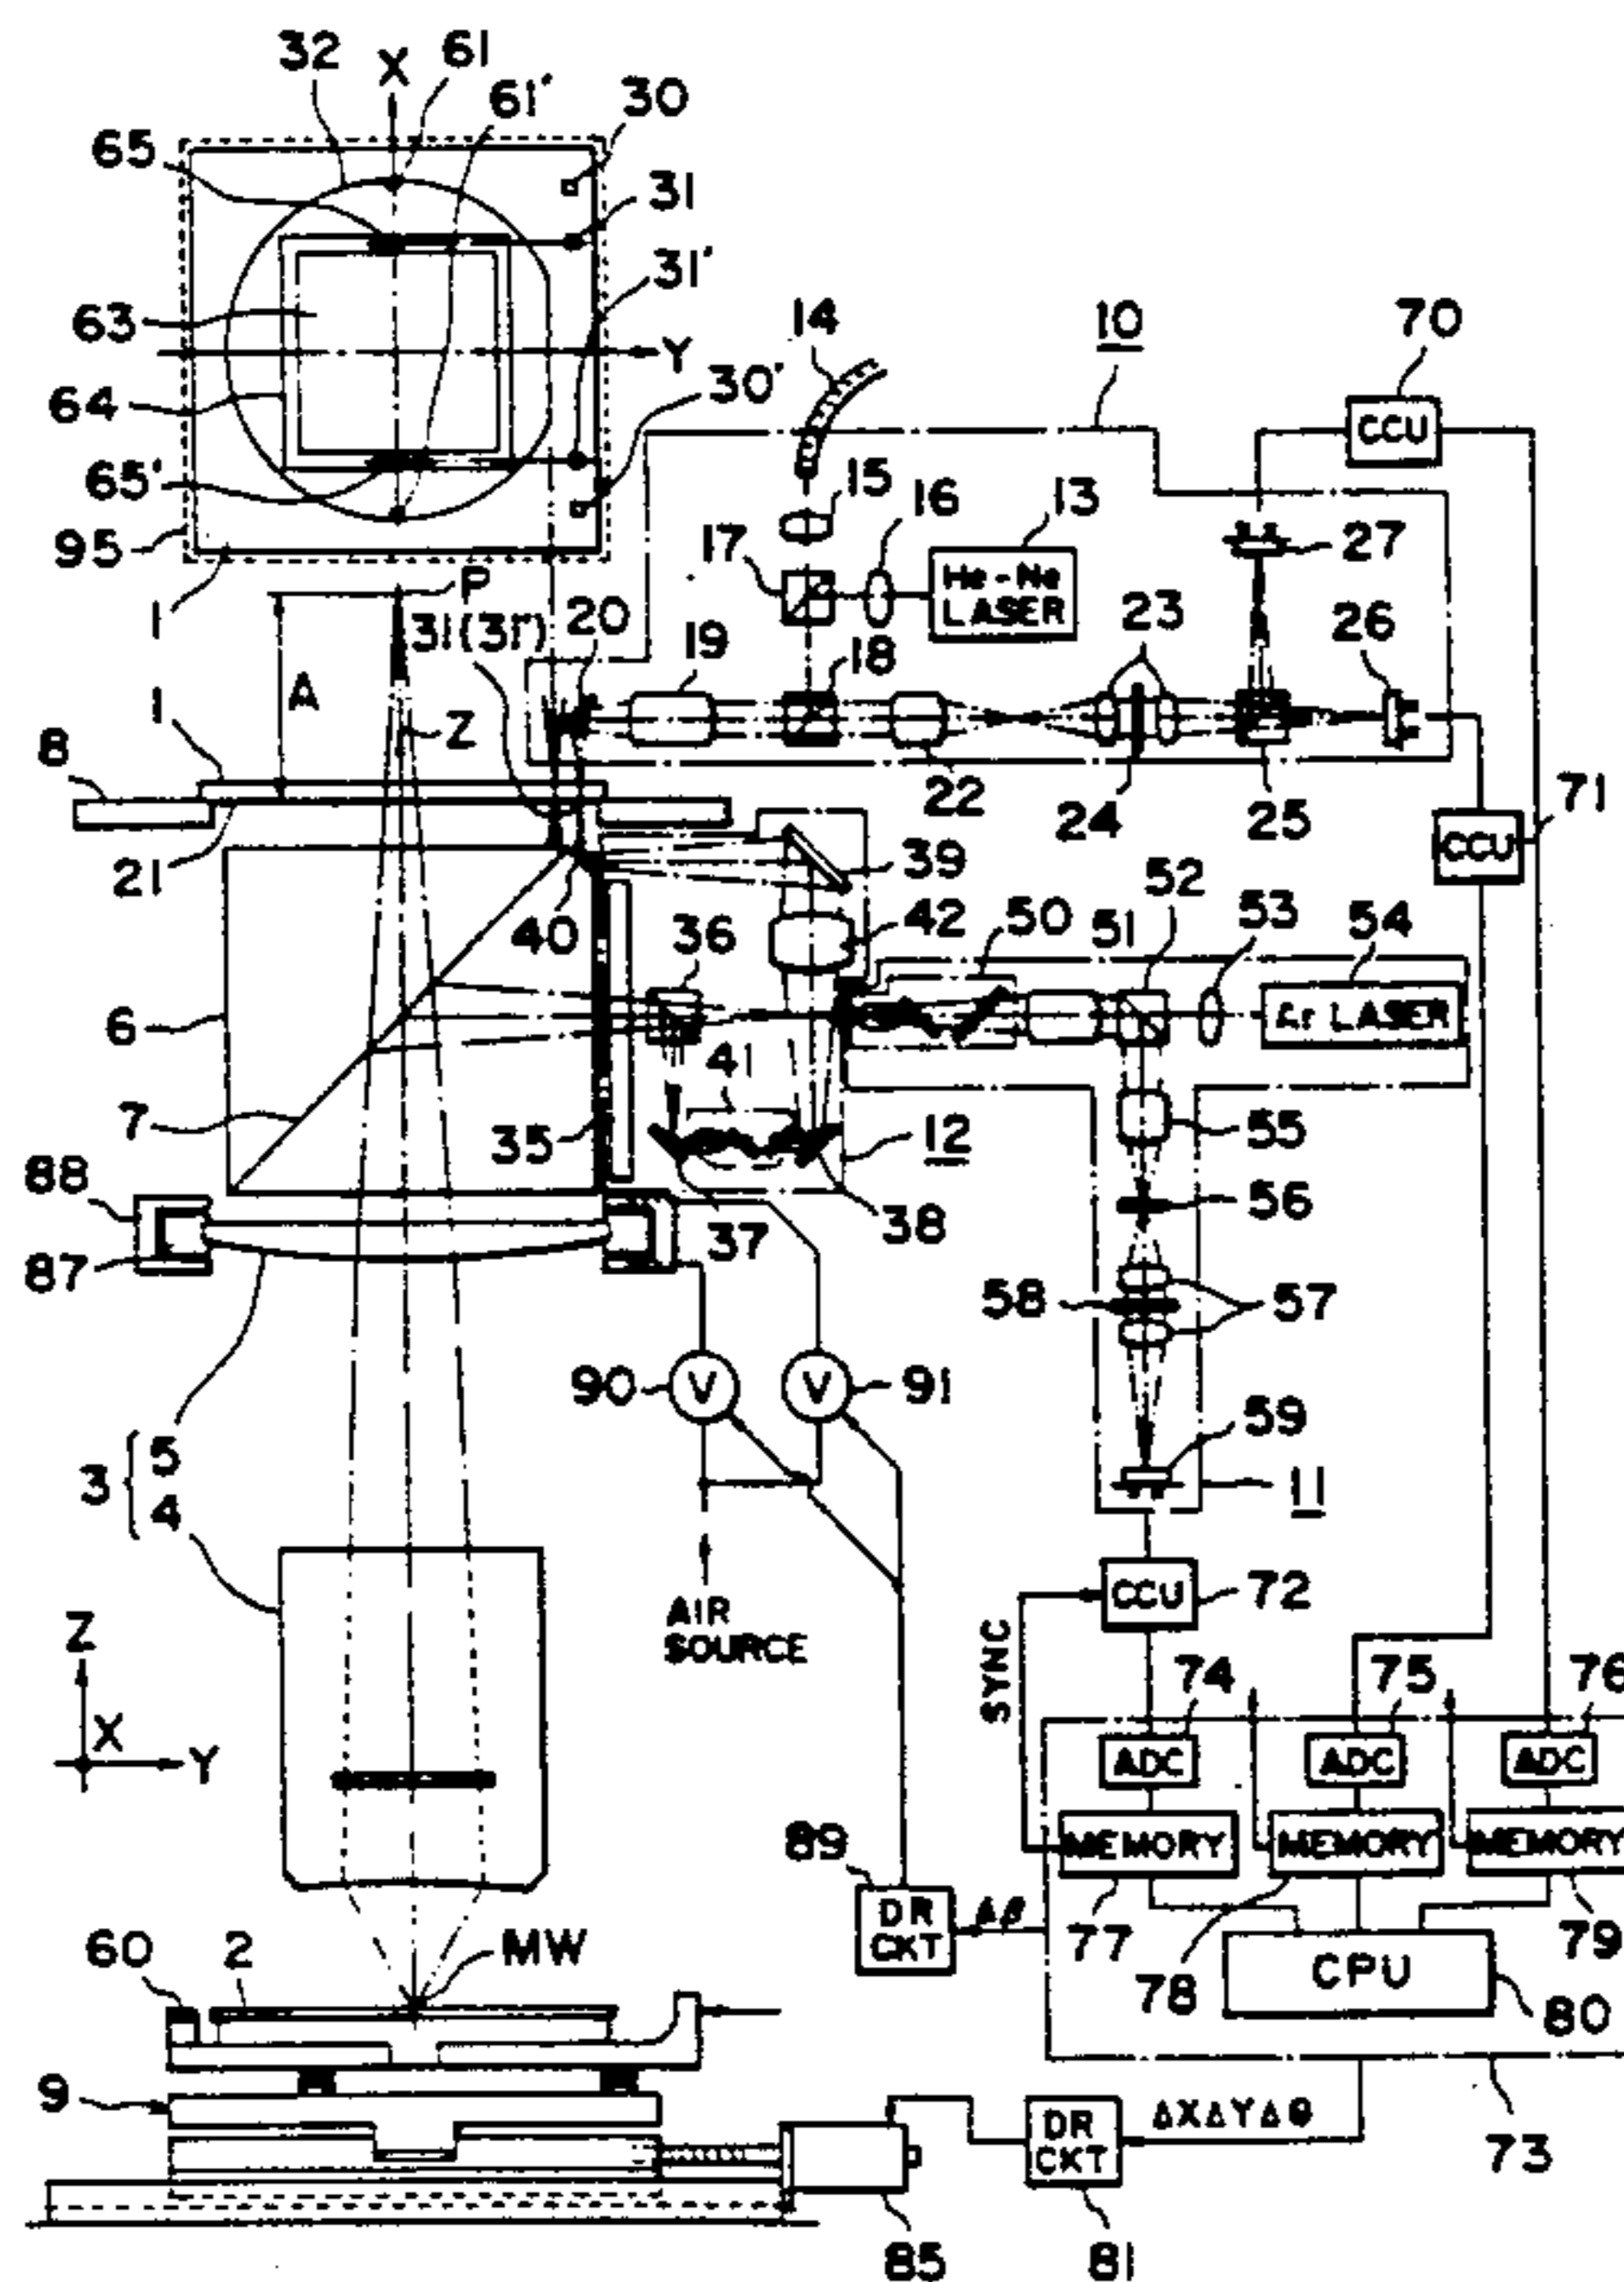 32
X
61
61'
30
65
31
31'
63
Y
14
10
70
64
30'
CCU
65'
15
16
13
95
17
27
He-Ne
LASER
P
1
31(31')
20
19
18
23
26
A
Z
8
1
22
24
25
71
CCU
21
39
52
40
36
42
50
51
53
54
6
Ar LASER
41
7
35
12
55
88
37
38
56
87
58
57
90
V
V
91
59
3
5
4
11
AIR
SOURCE
CCU
72
Z
X
Y
SYNC
74
75
76
ADC
ADC
ADC
89
MEMORY
MEMORY
MEMORY
DR
CKT
Δβ
77
78
79
60
2
MW
CPU
80
9
DR
CKT
ΔXΔYΔθ
73
85
81